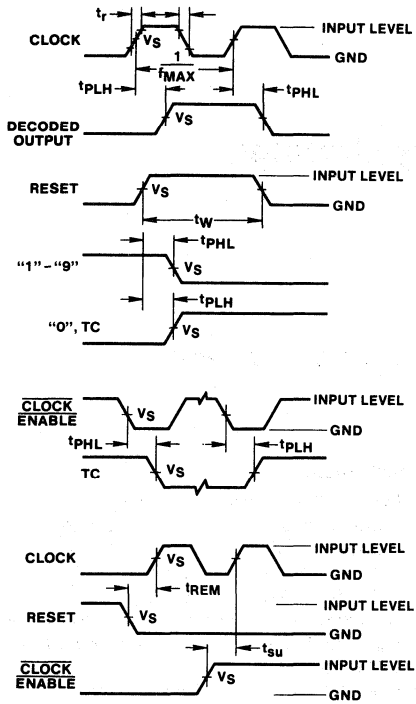 tr
INPUT LEVEL
CLOCK
VS
GND
1
fMAX
tPLH
tPHL
DECODED
OUTPUT
INPUT LEVEL
RESET
VS
GND
tW
tPHL
“1”–“9”
VS
tPLH
“0”, TC
VS
CLOCK
ENABLE
INPUT LEVEL
VS
GND
tPHL
tPLH
TC
VS
INPUT LEVEL
CLOCK
VS
GND
tREM
INPUT LEVEL
RESET
VS
GND
tsu
CLOCK
ENABLE
INPUT LEVEL
VS
GND